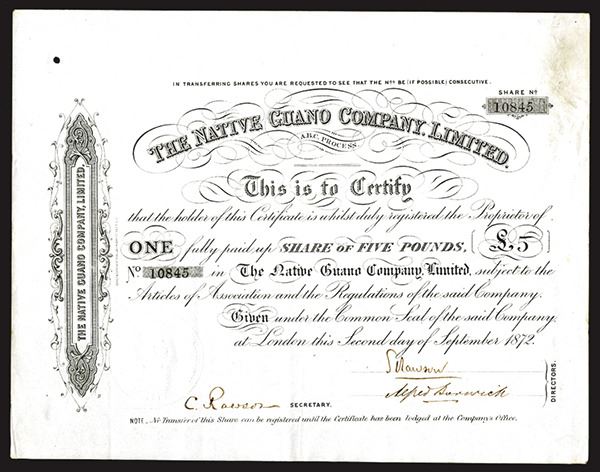 IN TRANSFERRING SHARES YOU ARE REQUESTED TO SEE THAT THE Nos BE (IF POSSIBLE) CONSECUTIVE.
SHARE No
10845
THE NATIVE GUANO COMPANY, LIMITED.
A.B.C. PROCESS
This is to Certify
that the holder of this Certificate is whilst duly registered the Proprietor of
ONE fully paid up SHARE OF FIVE POUNDS, £5
No 10845 in The Native Guano Company, Limited, subject to the
Articles of Association and the Regulations of the said Company.
Given under the Common Seal of the said Company,
at London this Second day of September 1872.
Rawson
Alfred Barwick
DIRECTORS.
C. Rawson SECRETARY.
NOTE. No Transfer of this Share can be registered until the Certificate has been lodged at the Company's Office.
THE NATIVE GUANO COMPANY, LIMITED